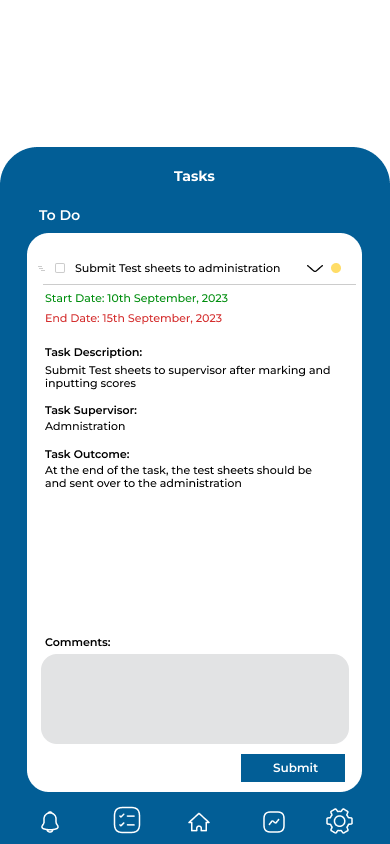 Tasks
To Do
Submit Test sheets to administration
Start Date: 10th September, 2023
End Date: 15th September, 2023
Task Description:
Submit Test sheets to supervisor after marking and
inputting scores
Task Supervisor:
Admnistration
Task Outcome:
At the end of the task, the test sheets should be
and sent over to the administration
Comments:
Submit